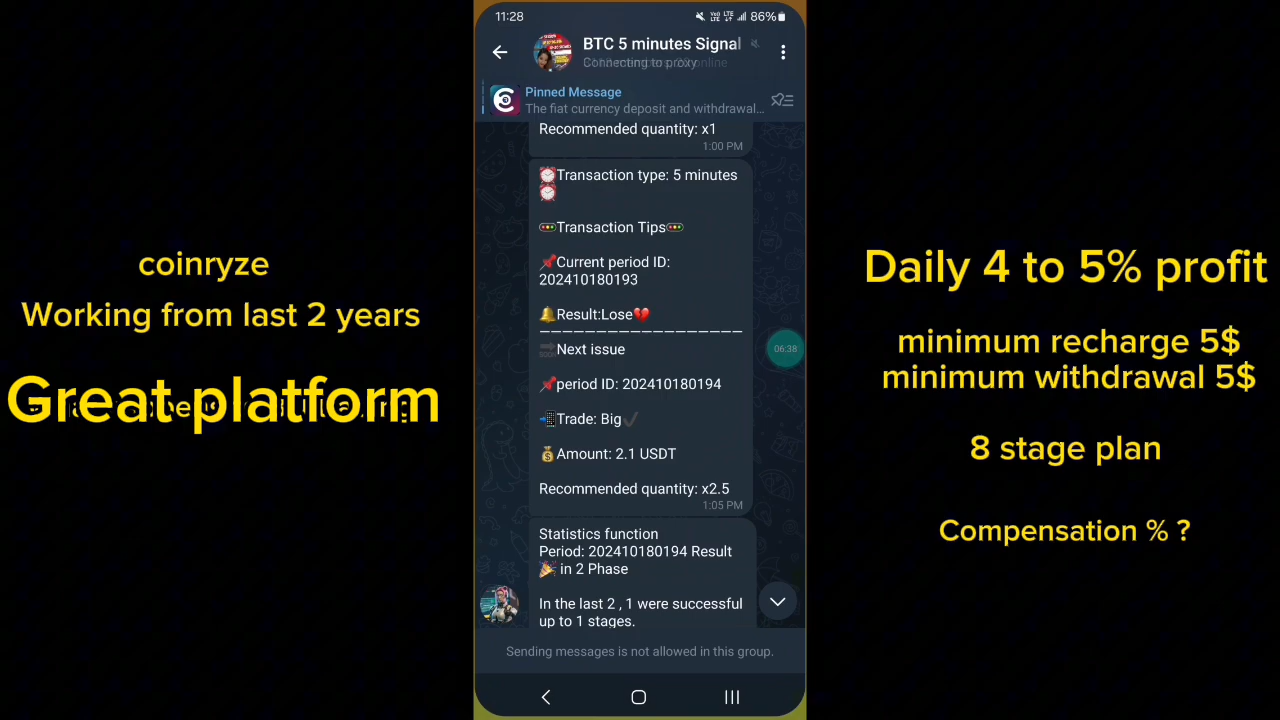 coinryze
Working from last 2 years
Great platform
11:28
86%
BTC 5 minutes Signal
Connecting to proxy
online
Pinned Message
The fiat currency deposit and withdrawal...
Recommended quantity: x1
1:00 PM
⏰Transaction type: 5 minutes
⏰
🚥Transaction Tips🚥
📌Current period ID:
202410180193
🔔Result:Lose💔
——————————————————
🔜Next issue
📌period ID: 202410180194
📲Trade: Big✔️
💰Amount: 2.1 USDT
Recommended quantity: x2.5
1:05 PM
Statistics function
Period: 202410180194 Result
🎉 in 2 Phase
In the last 2 , 1 were successful
up to 1 stages.
Sending messages is not allowed in this group.
06:38
Daily 4 to 5% profit
minimum recharge 5$
minimum withdrawal 5$
8 stage plan
Compensation % ?